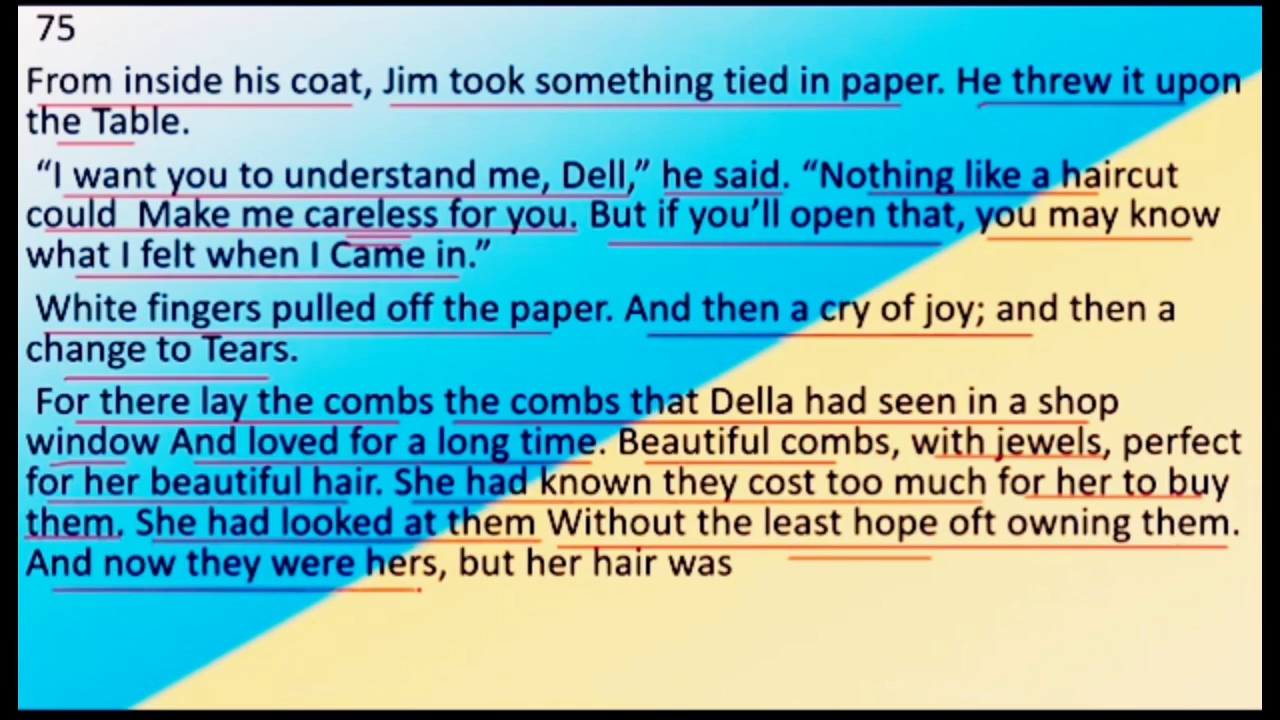 75
From inside his coat, Jim took something tied in paper. He threw it upon
the Table.
“I want you to understand me, Dell,” he said. “Nothing like a haircut
could Make me careless for you. But if you’ll open that, you may know
what I felt when I Came in.”
White fingers pulled off the paper. And then a cry of joy; and then a
change to Tears.
For there lay the combs the combs that Della had seen in a shop
window And loved for a long time. Beautiful combs, with jewels, perfect
for her beautiful hair. She had known they cost too much for her to buy
them. She had looked at them Without the least hope oft owning them.
And now they were hers, but her hair was